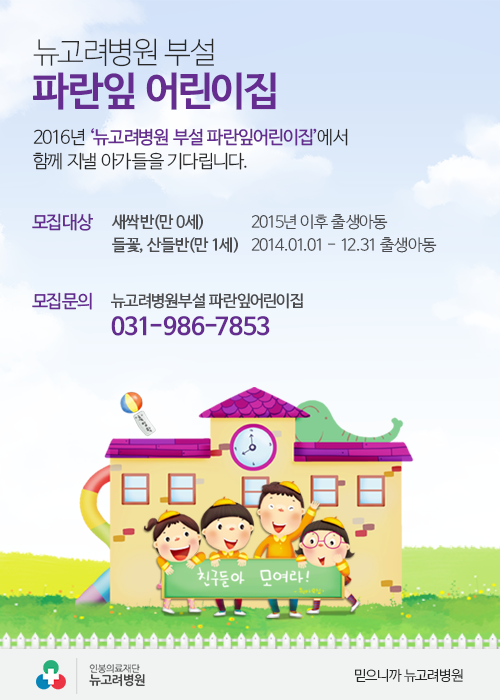 뉴고려병원 부설
파란잎 어린이집
2016년 ‘뉴고려병원 부설 파란잎어린이집’에서
함께 지낼 아가들을 기다립니다.
모집대상 새싹반(만 0세) 2015년 이후 출생아동
들꽃, 산들반(만 1세) 2014.01.01 - 12.31 출생아동
모집문의 뉴고려병원부설 파란잎어린이집
031-986-7853
친구들아 모여라!
인봉의료재단
뉴고려병원
믿으니까 뉴고려병원